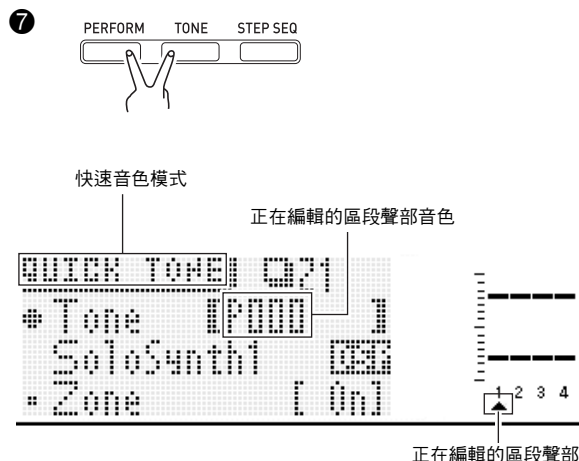 ❼
PERFORM TONE STEP SEQ
快速音色模式
正在編輯的區段聲部音色
QUICK TONE 71
Tone [P000 ]
SoloSynth1 OSC
Zone [ On]
1 2 3 4
正在編輯的區段聲部